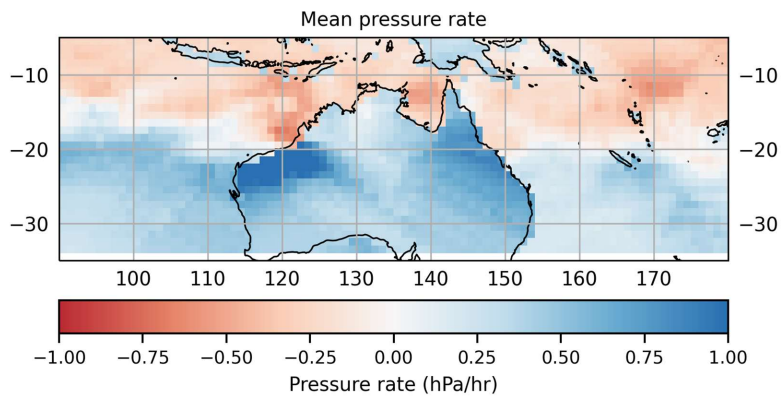 Mean pressure rate
−10 −10
−20 −20
−30 −30
100 110 120 130 140 150 160 170
−1.00 −0.75 −0.50 −0.25 0.00 0.25 0.50 0.75 1.00
Pressure rate (hPa/hr)